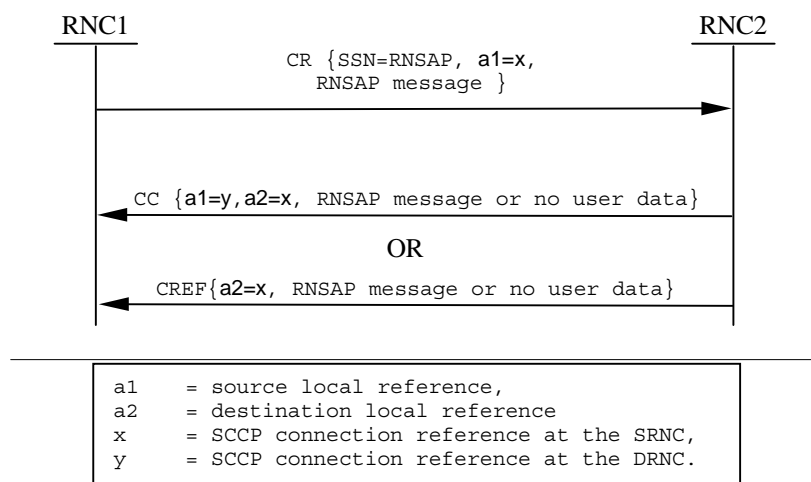 RNC1
RNC2
CR {SSN=RNSAP, a1=x,
RNSAP message }
CC {a1=y,a2=x, RNSAP message or no user data}
OR
CREF{a2=x, RNSAP message or no user data}
a1 = source local reference,
a2 = destination local reference
x = SCCP connection reference at the SRNC,
y = SCCP connection reference at the DRNC.